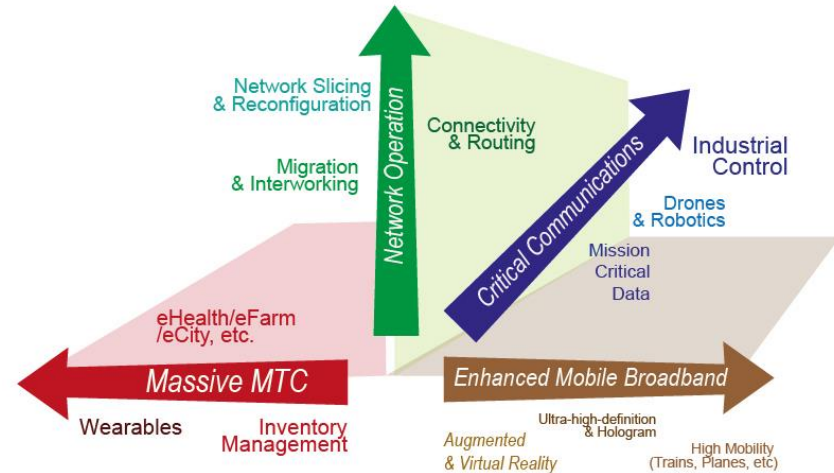 Network Slicing
& Reconfiguration
Migration
& Interworking
Network Operation
Connectivity
& Routing
Critical Communications
Industrial
Control
Drones
& Robotics
Mission
Critical
Data
eHealth/eFarm
/eCity, etc.
Massive MTC
Enhanced Mobile Broadband
Wearables
Inventory
Management
Augmented
& Virtual Reality
Ultra-high-definition
& Hologram
High Mobility
(Trains, Planes, etc)